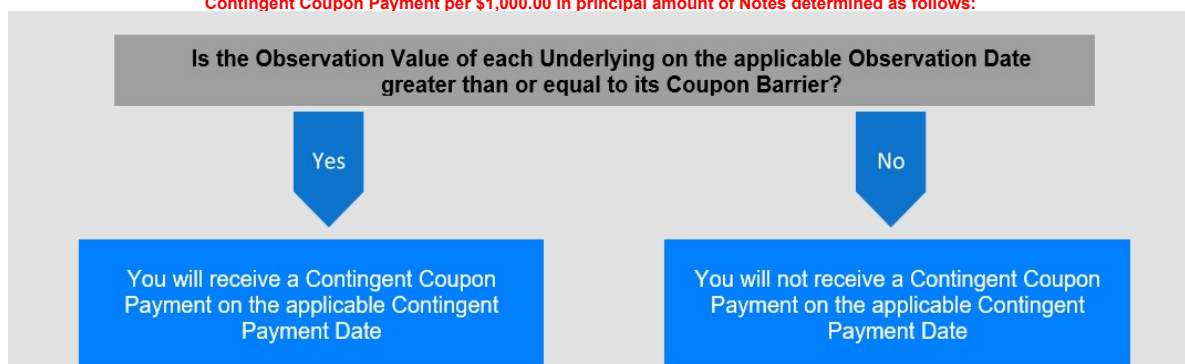 Contingent Coupon Payment per $1,000.00 in principal amount of Notes determined as follows:
Is the Observation Value of each Underlying on the applicable Observation Date
greater than or equal to its Coupon Barrier?
Yes
No
You will receive a Contingent Coupon
Payment on the applicable Contingent
Payment Date
You will not receive a Contingent Coupon
Payment on the applicable Contingent
Payment Date